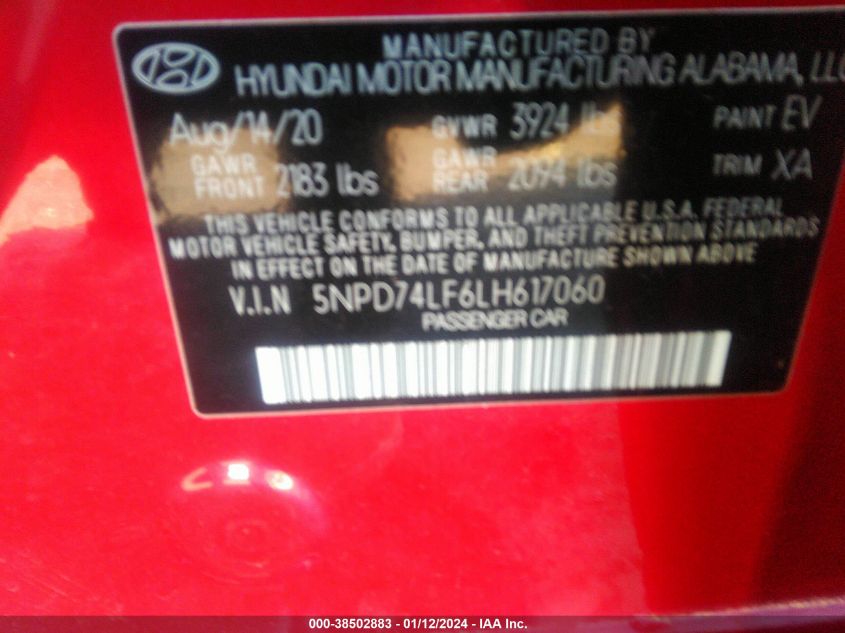 MANUFACTURED BY
HYUNDAI MOTOR MANUFACTURING ALABAMA, LLC
Aug/14/20 GVWR 3924 lbs PAINT EV
GAWR FRONT 2183 lbs GAWR REAR 2094 lbs TRIM XA
THIS VEHICLE CONFORMS TO ALL APPLICABLE U.S.A. FEDERAL
MOTOR VEHICLE SAFETY, BUMPER, AND THEFT PREVENTION STANDARDS
IN EFFECT ON THE DATE OF MANUFACTURE SHOWN ABOVE
V.I.N 5NPD74LF6LH617060
PASSENGER CAR
000-38502883 - 01/12/2024 - IAA Inc.